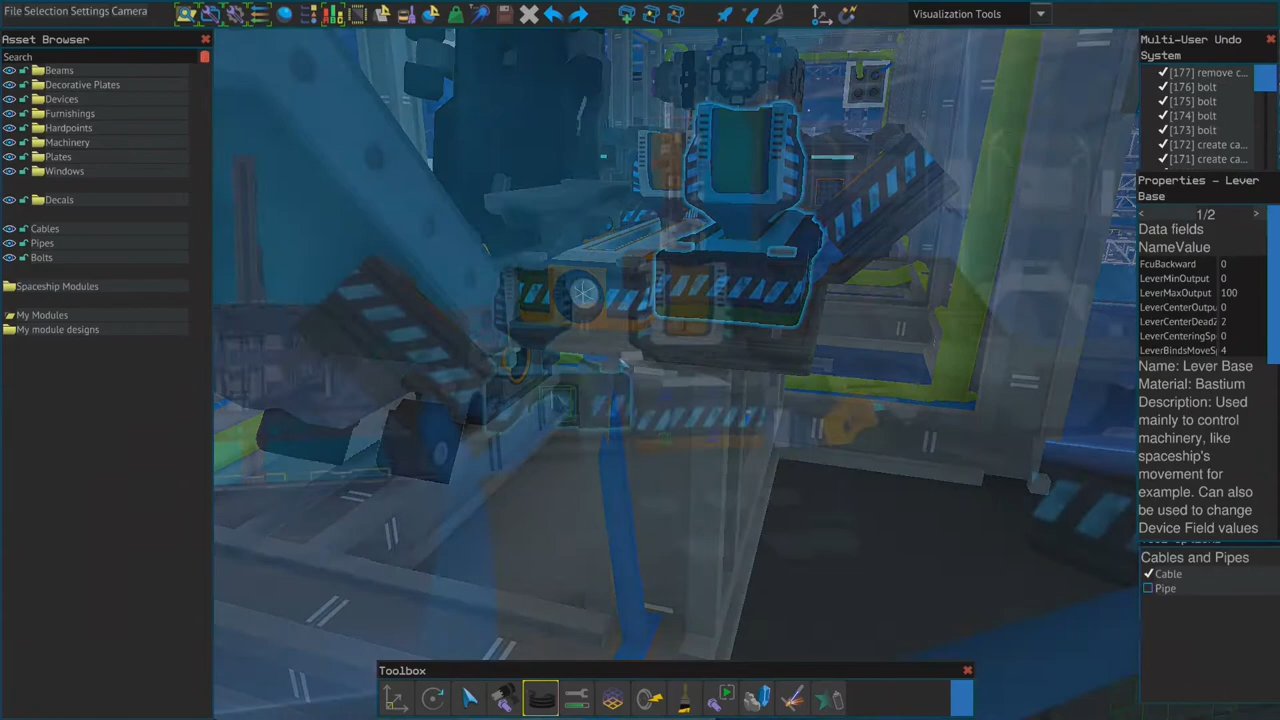 File Selection Settings Camera
Visualization Tools
Asset Browser
Search
Beams
Decorative Plates
Devices
Furnishings
Hardpoints
Machinery
Plates
Windows
Decals
Cables
Pipes
Bolts
Spaceship Modules
My Modules
My module designs
Multi-User Undo
System
[177] remove c...
[176] bolt
[175] bolt
[174] bolt
[173] bolt
[172] create ca...
[171] create ca...
Properties - Lever
Base
< 1/2 >
Data fields
NameValue
FcuBackward 0
LeverMinOutput 0
LeverMaxOutput 100
LeverCenterOutpu 0
LeverCenterDeadz 2
LeverCenteringSp 0
LeverBindsMoveSp 4
Name: Lever Base
Material: Bastium
Description: Used
mainly to control
machinery, like
spaceship's
movement for
example. Can also
be used to change
Device Field values
Cables and Pipes
Cable
Pipe
Toolbox